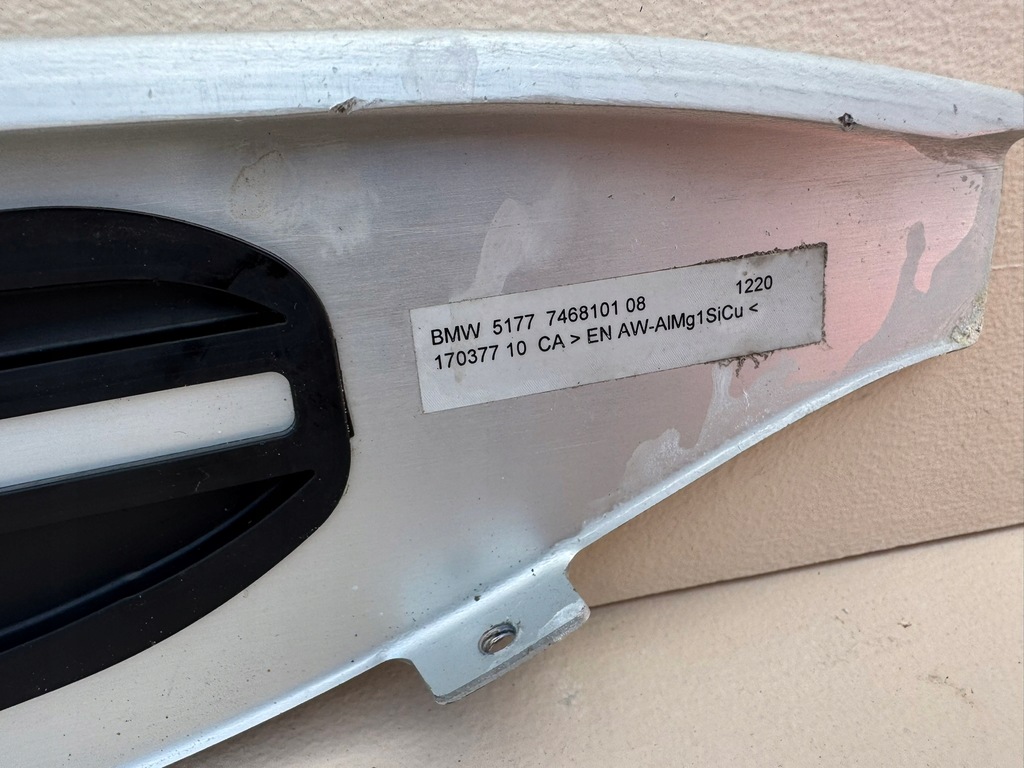 BMW 5177 7468101 08 1220
170377 10 CA > EN AW-AlMg1SiCu <